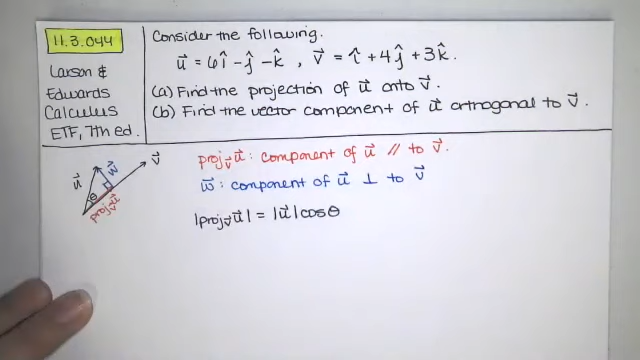 11.3.044
Larson &
Edwards
Calculus
ETF, 7th ed.
Consider the following.
u⃗ = 6î - ĵ - k̂ , v⃗ = î + 4ĵ + 3k̂.
(a) Find the projection of u⃗ onto v⃗.
(b) Find the vector component of u⃗ orthogonal to v⃗.
u⃗ w⃗ v⃗
θ
proj_v⃗ u⃗
proj_v⃗ u⃗ : component of u⃗ // to v⃗.
w⃗ : component of u⃗ ⊥ to v⃗
|proj_v⃗ u⃗| = |u⃗| cosθ